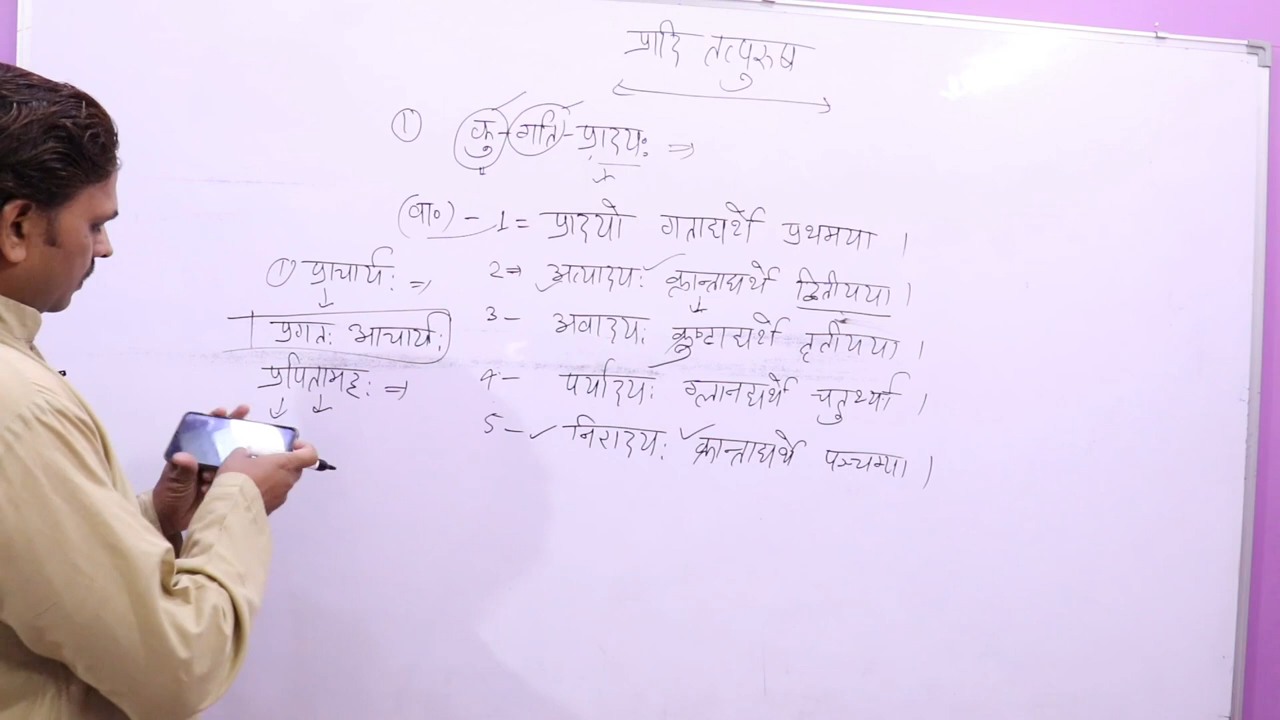 प्रादि तत्पुरुष
① कु-गति-प्रादयः ⇒
(वा०) - 1= प्रादयो गताद्यर्थे प्रथमया ।
2⇒ अत्यादयः क्रान्ताद्यर्थे द्वितीयया ।
3- अवादयः क्रुष्टाद्यर्थे तृतीयया ।
4- पर्यादयः ग्लानद्यर्थे चतुर्थ्या ।
5- निरादयः क्रान्ताद्यर्थे पञ्चम्या ।
① प्राचार्यः ⇒
प्रगतः आचार्यः
प्रपितामहः ⇒